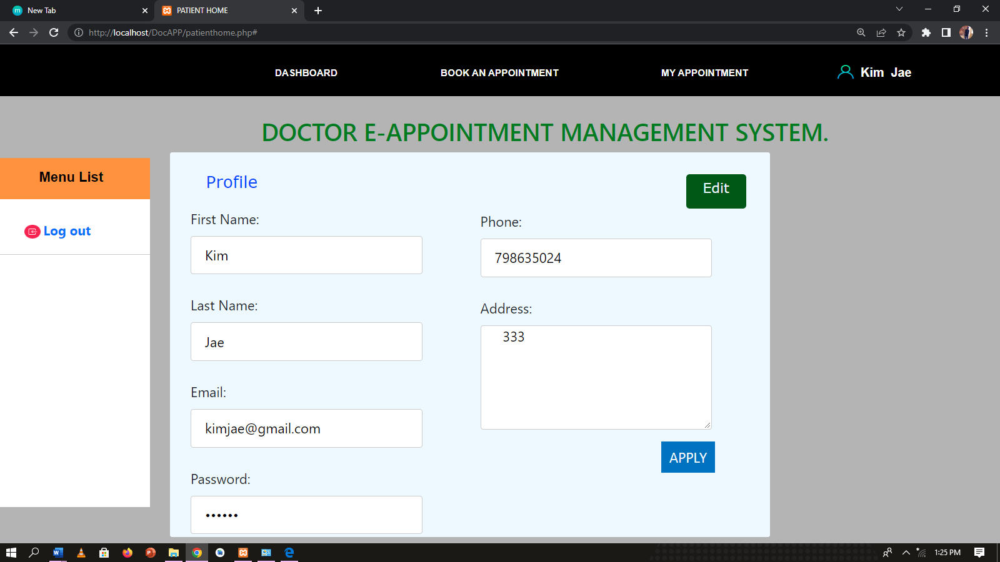 New Tab
PATIENT HOME
http://localhost/DocAPP/patienthome.php#
DASHBOARD
BOOK AN APPOINTMENT
MY APPOINTMENT
Kim Jae
DOCTOR E-APPOINTMENT MANAGEMENT SYSTEM.
Menu List
Log out
Profile
Edit
First Name:
Kim
Last Name:
Jae
Email:
kimjae@gmail.com
Password:
••••••
Phone:
798635024
Address:
333
APPLY
1:25 PM